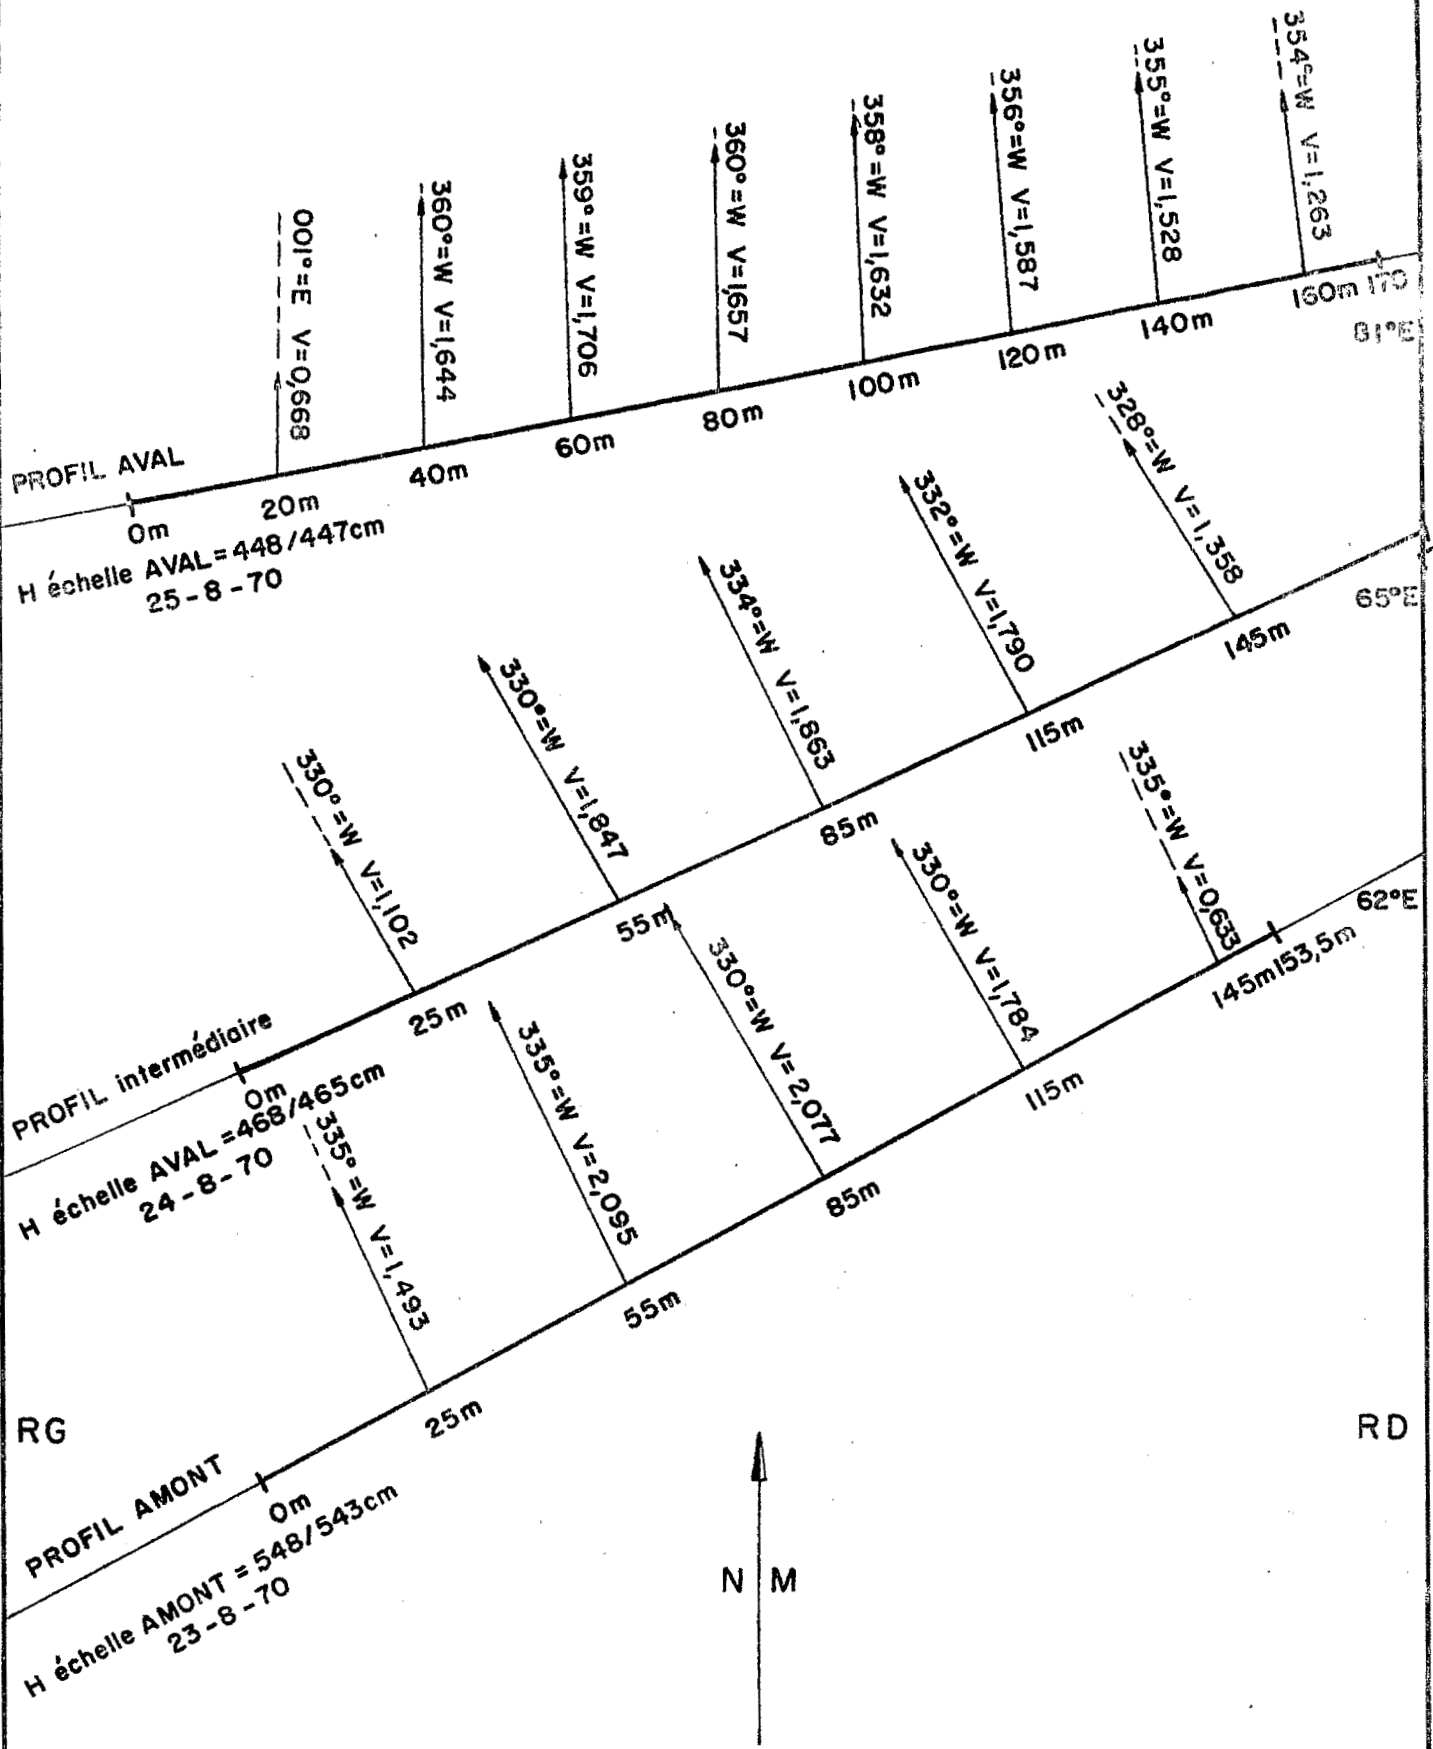 001°=E V=0,668
360°=W V=1,644
359°=W V=1,706
360°=W V=1,657
358°=W V=1,632
356°=W V=1,587
355°=W V=1,528
354°=W V=1,263
PROFIL AVAL
0m
20m
40m
60m
80m
100m
120m
140m
160m 170
81°E
H échelle AVAL = 448/447cm
25-8-70
330°=W V=1,102
330°=W V=1,847
334°=W V=1,863
332°=W V=1,790
328°=W V=1,358
PROFIL intermédiaire
0m
25m
55m
85m
115m
145m
65°E
H échelle AVAL = 468/465cm
24-8-70
335°=W V=1,493
335°=W V=2,095
330°=W V=2,077
330°=W V=1,784
335°=W V=0,633
PROFIL AMONT
0m
25m
55m
85m
115m
145m 153,5m
62°E
H échelle AMONT = 548/543cm
23-8-70
RG
RD
N M